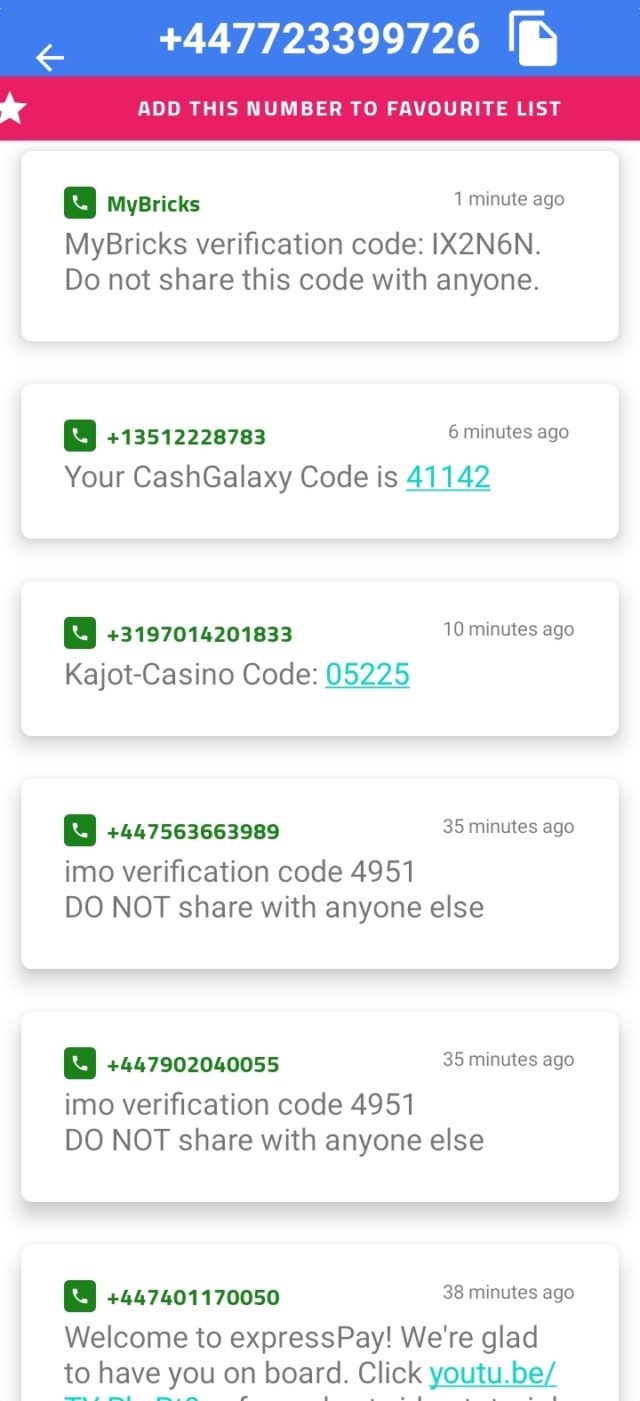 +447723399726
ADD THIS NUMBER TO FAVOURITE LIST
MyBricks
1 minute ago
MyBricks verification code: IX2N6N.
Do not share this code with anyone.
+13512228783
6 minutes ago
Your CashGalaxy Code is 41142
+3197014201833
10 minutes ago
Kajot-Casino Code: 05225
+447563663989
35 minutes ago
imo verification code 4951
DO NOT share with anyone else
+447902040055
35 minutes ago
imo verification code 4951
DO NOT share with anyone else
+447401170050
38 minutes ago
Welcome to expressPay! We're glad
to have you on board. Click youtu.be/